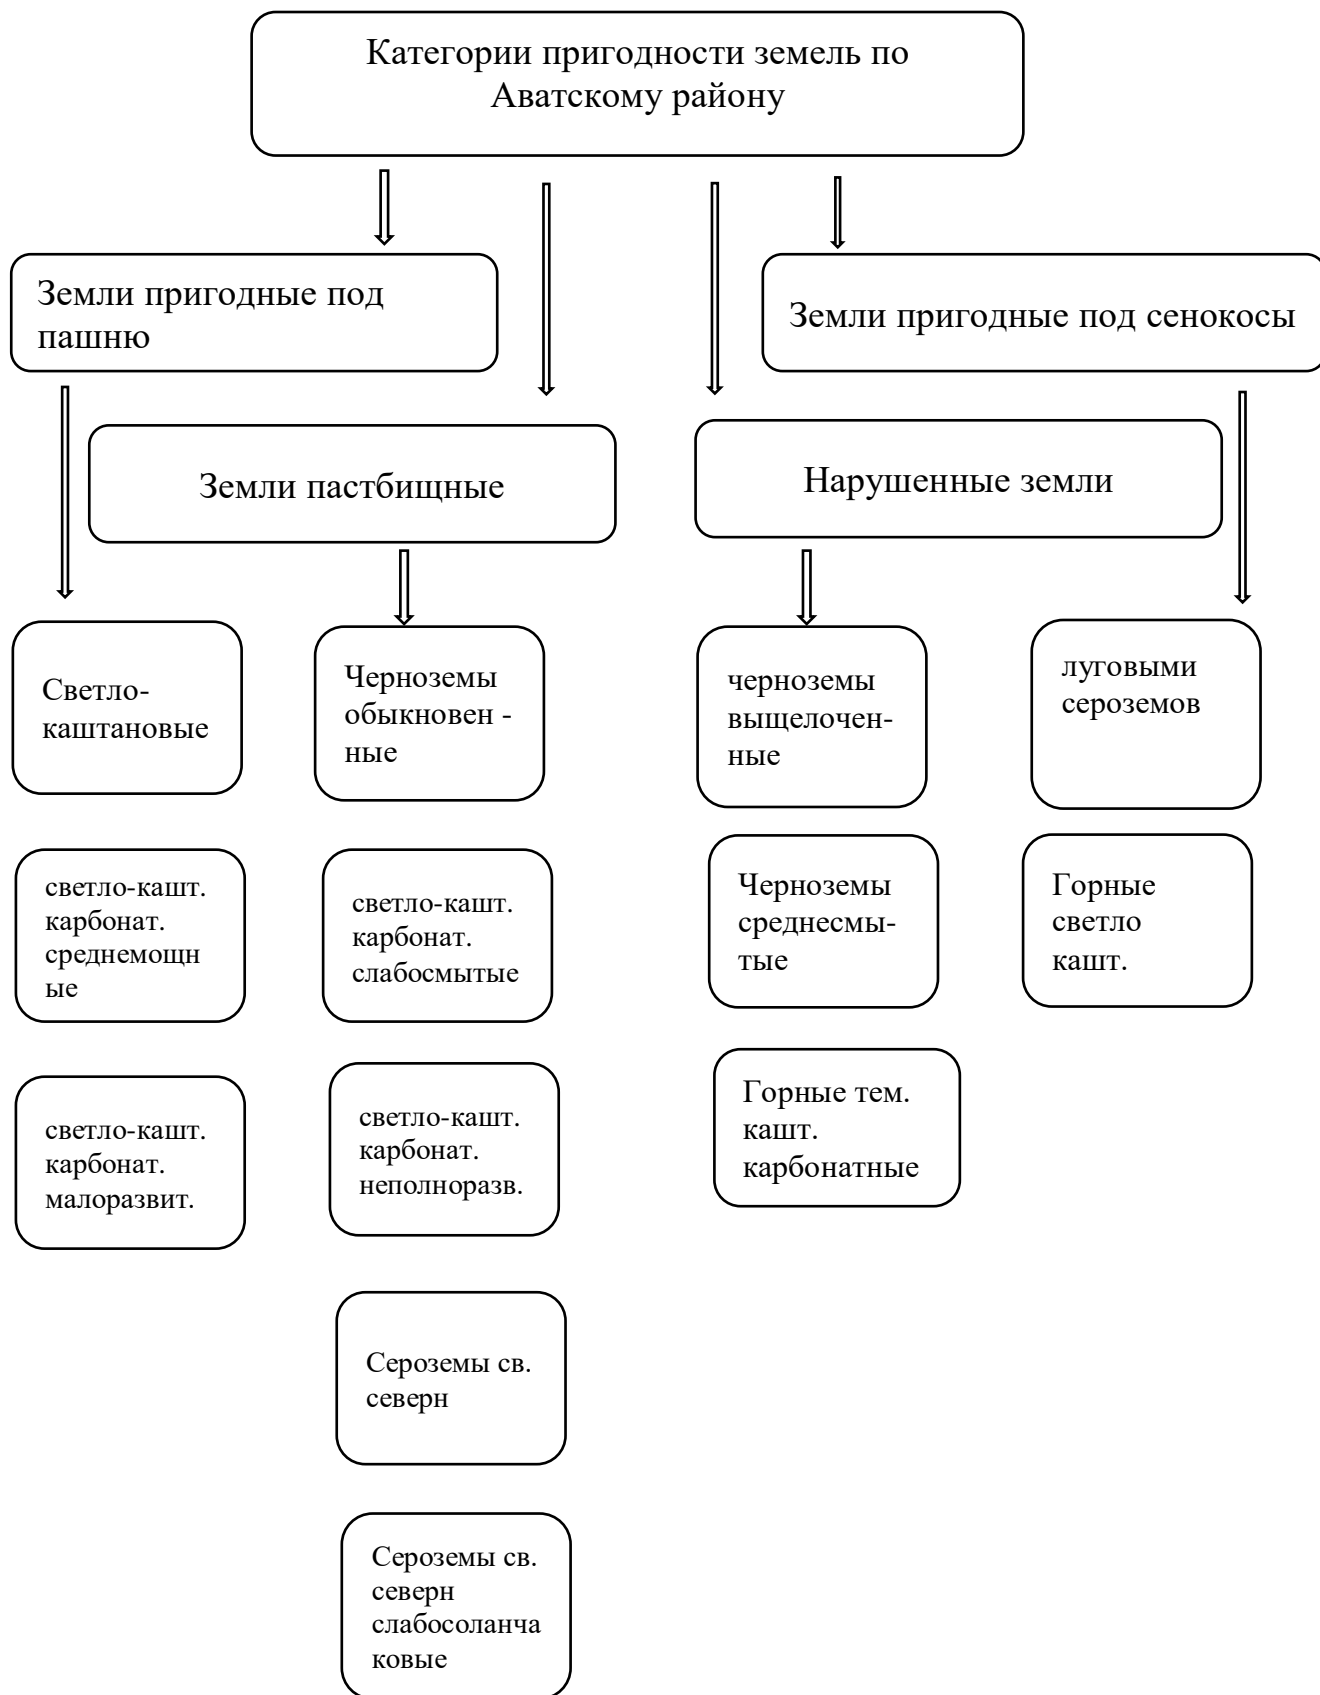 Категории пригодности земель по
Аватскому району
Земли пригодные под
пашню
Земли пригодные под сенокосы
Земли пастбищные
Нарушенные земли
Светло-
каштановые
Черноземы
обыкновен -
ные
черноземы
выщелочен-
ные
луговыми
сероземов
светло-кашт.
карбонат.
среднемощн
ые
светло-кашт.
карбонат.
слабосмытые
Черноземы
среднесмы-
тые
Горные
светло
кашт.
светло-кашт.
карбонат.
малоразвит.
светло-кашт.
карбонат.
неполноразв.
Горные тем.
кашт.
карбонатные
Сероземы св.
северн
Сероземы св.
северн
слабосоланча
ковые